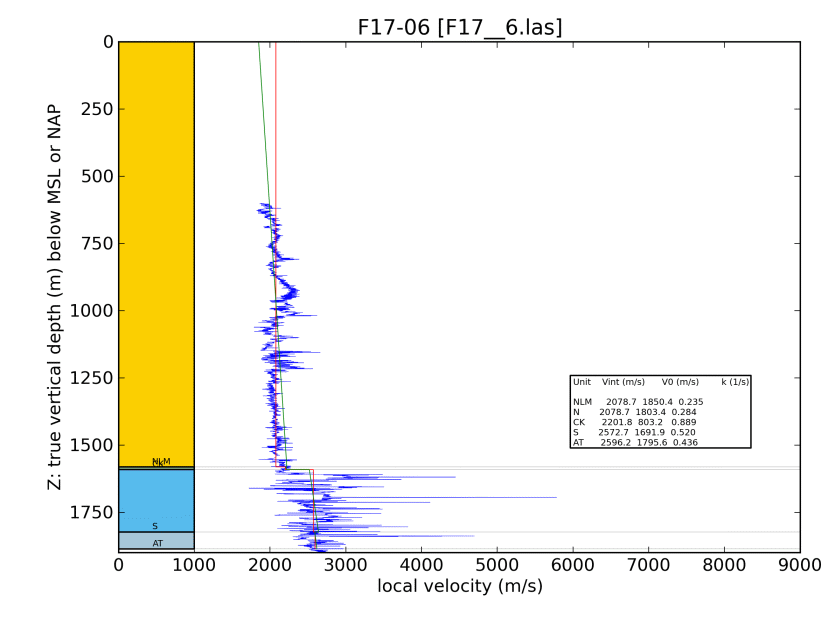 F17-06 [F17__6.las]
0
250
500
750
1000
1250
1500
1750
Z: true vertical depth (m) below MSL or NAP
NLM
S
AT
Unit Vint (m/s) V0 (m/s) k (1/s)
NLM 2078.7 1850.4 0.235
N 2078.7 1803.4 0.284
CK 2201.8 803.2 0.889
S 2572.7 1691.9 0.520
AT 2596.2 1795.6 0.436
0 1000 2000 3000 4000 5000 6000 7000 8000 9000
local velocity (m/s)